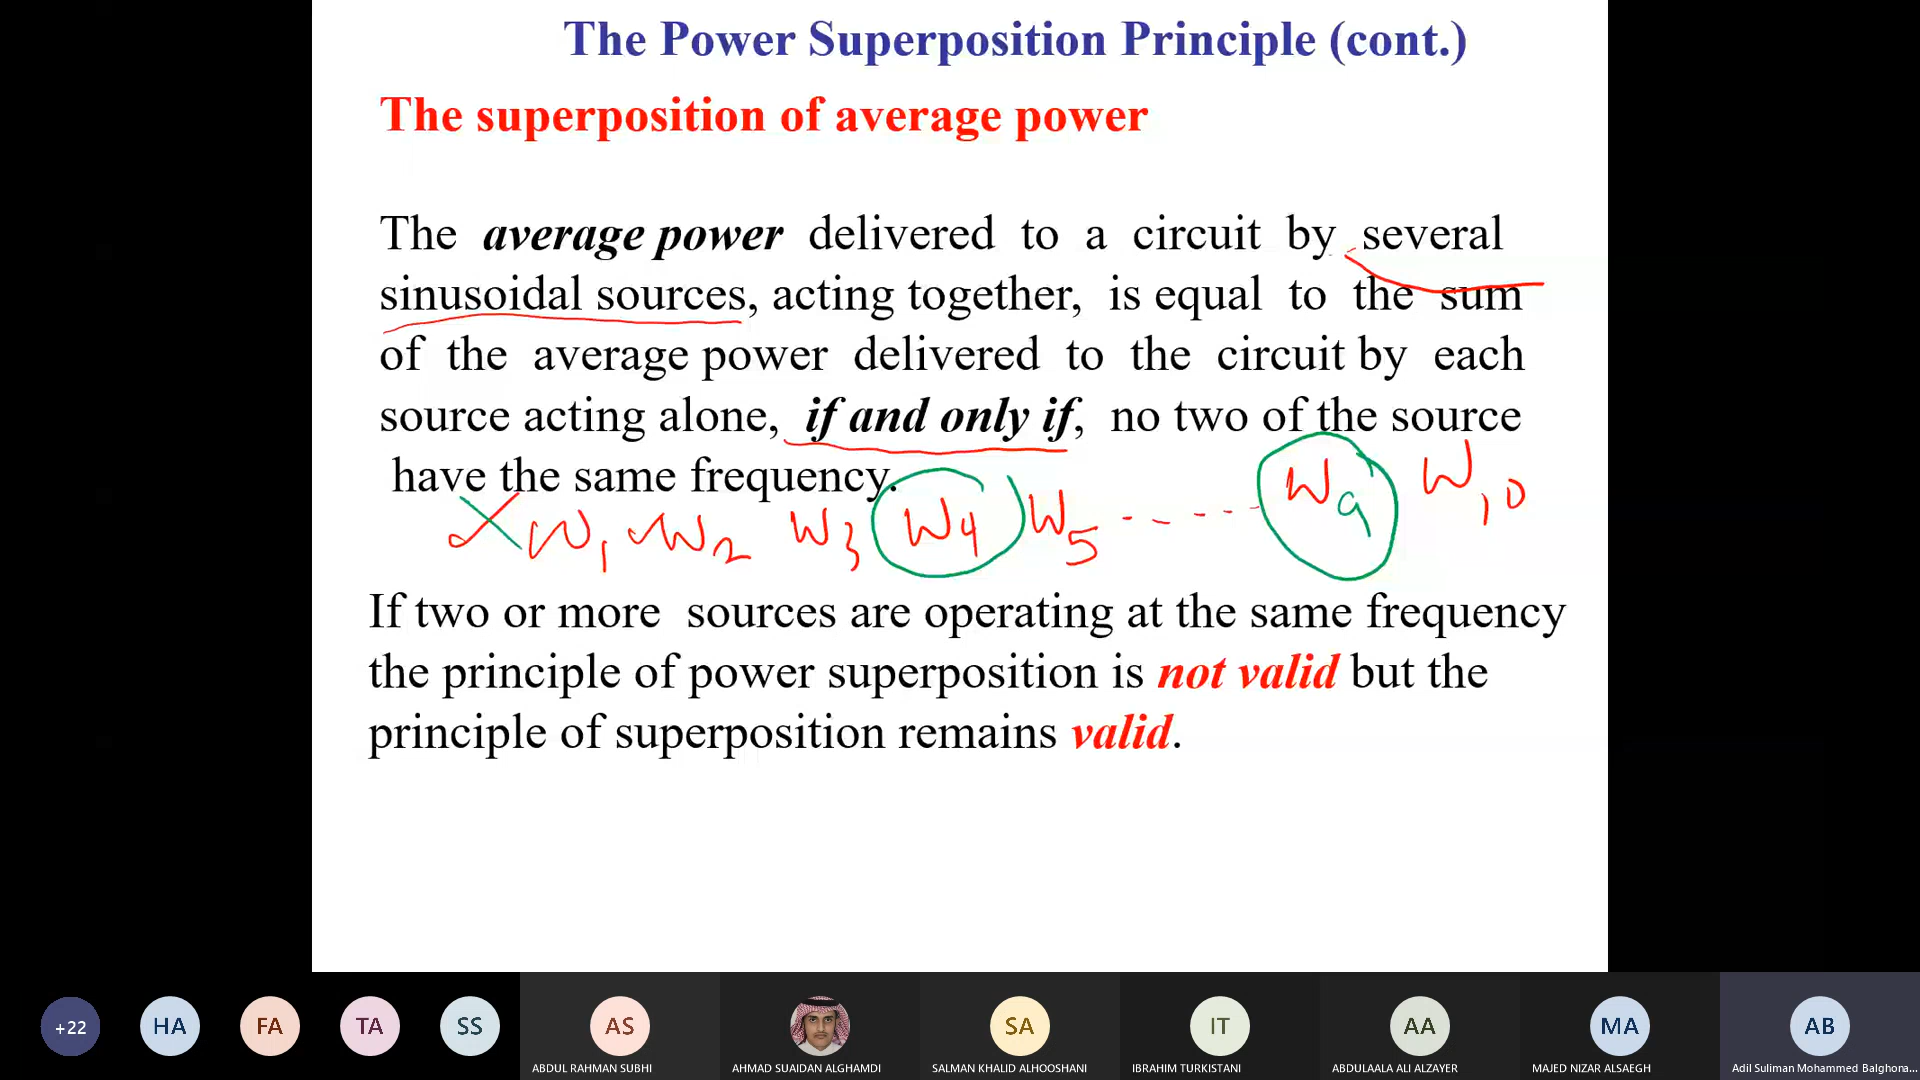 The Power Superposition Principle (cont.)
The superposition of average power
The average power delivered to a circuit by several
sinusoidal sources, acting together, is equal to the sum
of the average power delivered to the circuit by each
source acting alone, if and only if, no two of the source
have the same frequency.
W1 W2 W3 W4 W5 ------ W9 W10
If two or more sources are operating at the same frequency
the principle of power superposition is not valid but the
principle of superposition remains valid.
+22 HA FA TA SS AS SA IT AA MA AB
ABDUL RAHMAN SUBHI AHMAD SUAIDAN ALGHAMDI SALMAN KHALID ALHOOSHANI IBRAHIM TURKISTANI ABDULAALA ALI ALZAYER MAJED NIZAR ALSAEGH Adil Suliman Mohammed Balghona...